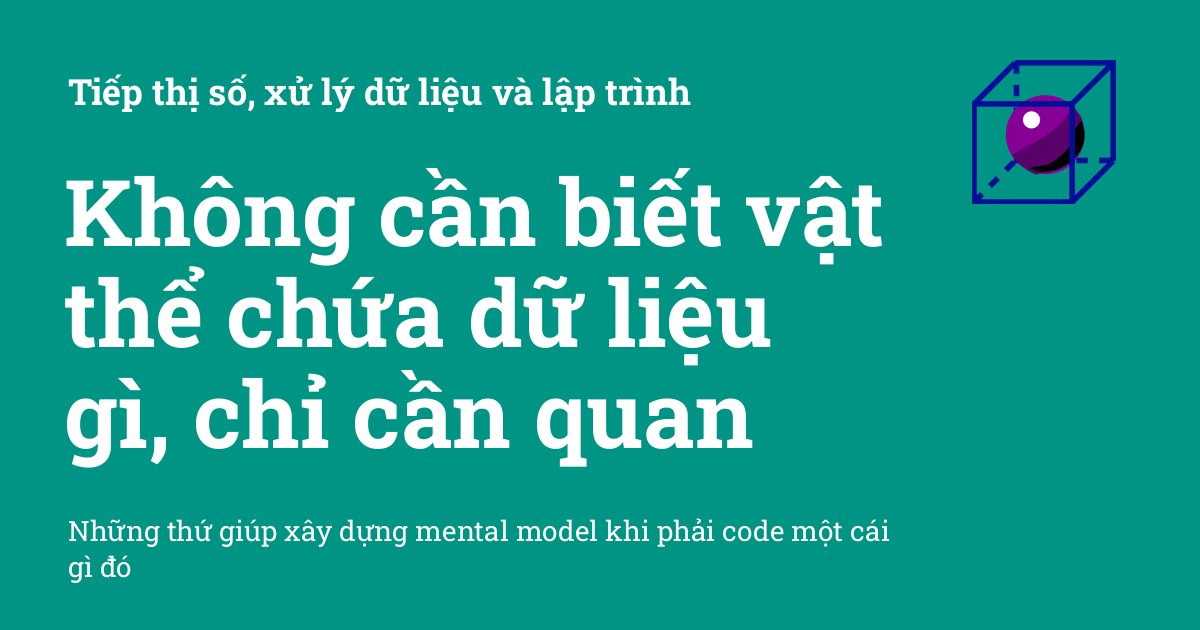 Tiếp thị số, xử lý dữ liệu và lập trình
Không cần biết vật
thể chứa dữ liệu
gì, chỉ cần quan
Những thứ giúp xây dựng mental model khi phải code một cái
gì đó